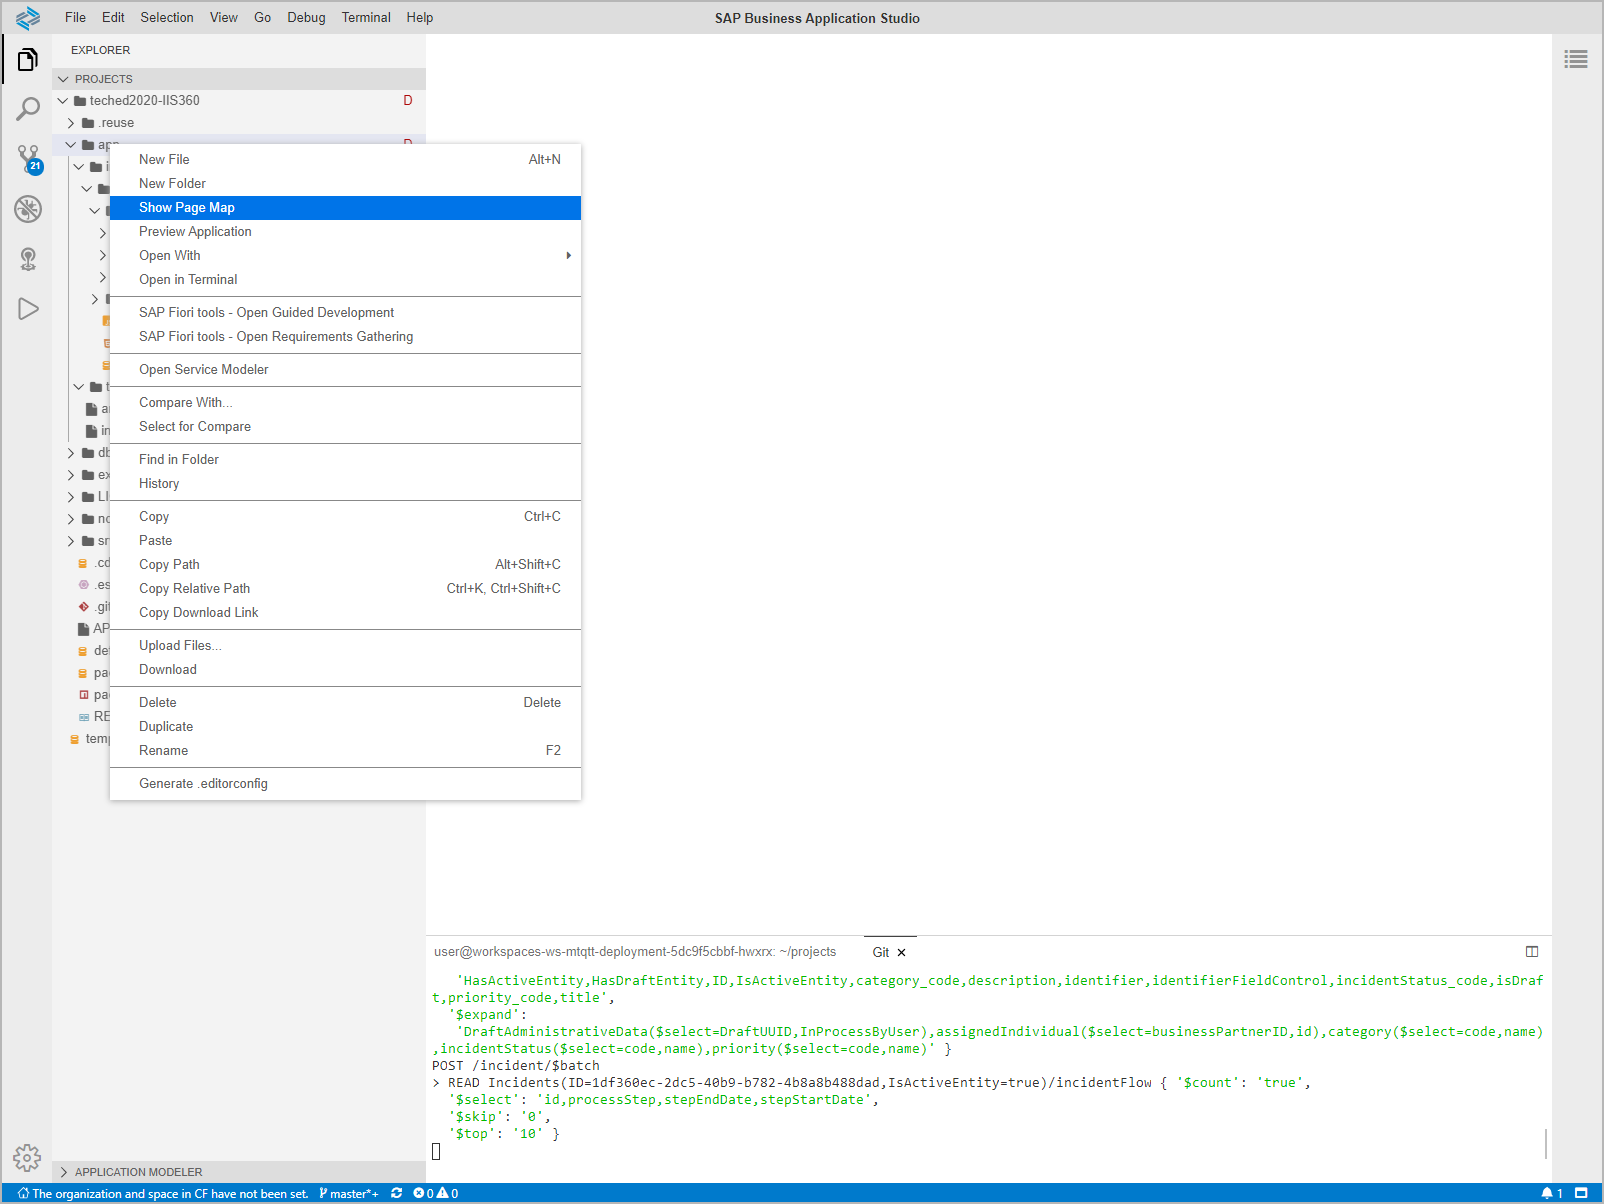 File Edit Selection View Go Debug Terminal Help
SAP Business Application Studio
EXPLORER
PROJECTS
teched2020-IIS360 D
.reuse
app D
21
New File Alt+N
New Folder
Show Page Map
Preview Application
Open With
Open in Terminal
SAP Fiori tools - Open Guided Development
SAP Fiori tools - Open Requirements Gathering
Open Service Modeler
Compare With...
Select for Compare
Find in Folder
History
Copy Ctrl+C
Paste
Copy Path Alt+Shift+C
Copy Relative Path Ctrl+K, Ctrl+Shift+C
Copy Download Link
Upload Files...
Download
Delete Delete
Duplicate
Rename F2
Generate .editorconfig
db
ex
LI
.cd
.es
.git
AP
pa
RE
temp
user@workspaces-ws-mtqtt-deployment-5dc9f5cbbf-hwxrx: ~/projects
Git
'HasActiveEntity,HasDraftEntity,ID,IsActiveEntity,category_code,description,identifier,identifierFieldControl,incidentStatus_code,isDraf
t,priority_code,title',
'$expand':
'DraftAdministrativeData($select=DraftUUID,InProcessByUser),assignedIndividual($select=businessPartnerID,id),category($select=code,name)
,incidentStatus($select=code,name),priority($select=code,name)' }
POST /incident/$batch
> READ Incidents(ID=1df360ec-2dc5-40b9-b782-4b8a8b488dad,IsActiveEntity=true)/incidentFlow { '$count': 'true',
'$select': 'id,processStep,stepEndDate,stepStartDate',
'$skip': '0',
'$top': '10' }
APPLICATION MODELER
The organization and space in CF have not been set. master*+ 0 0
1